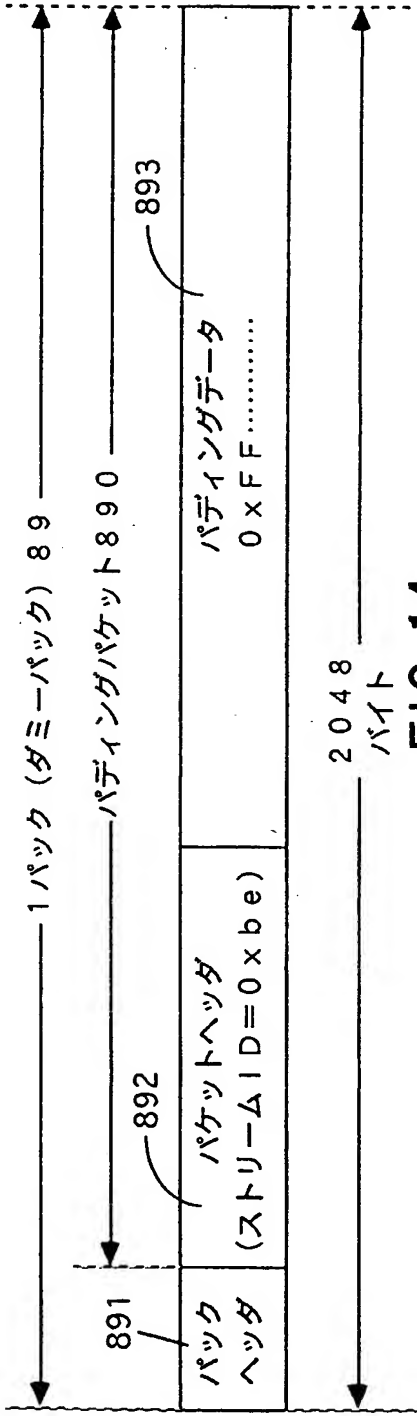 1パック (ダミーパック) 89
パディングパケット890
891
892
893
パック
ヘッダ
パケットヘッダ
(ストリームID=0xbe)
パディングデータ
0xFF............
2048
バイト
FIG. 14